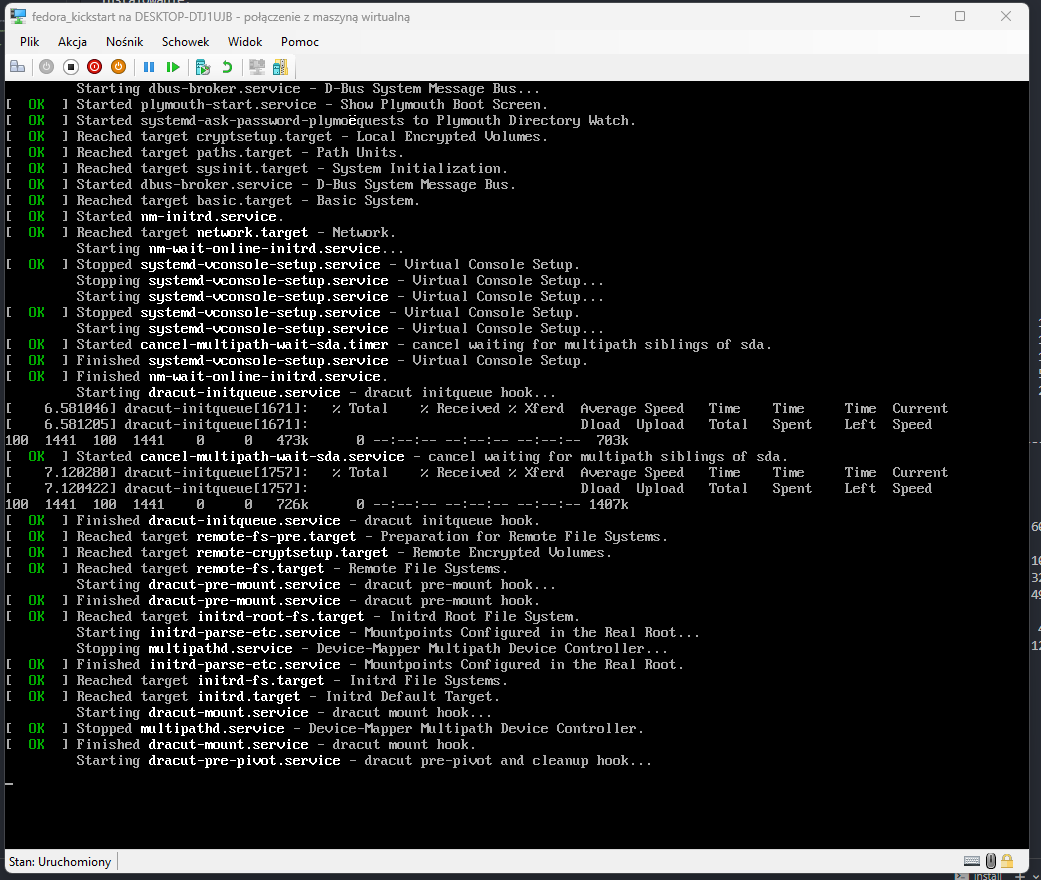 fedora_kickstart na DESKTOP-DTJ1UJB - połączenie z maszyną wirtualną
Plik Akcja Nośnik Schowek Widok Pomoc
Starting dbus-broker.service - D-Bus System Message Bus...
[ OK ] Started plymouth-start.service - Show Plymouth Boot Screen.
[ OK ] Started systemd-ask-password-plymoëquests to Plymouth Directory Watch.
[ OK ] Reached target cryptsetup.target - Local Encrypted Volumes.
[ OK ] Reached target paths.target - Path Units.
[ OK ] Reached target sysinit.target - System Initialization.
[ OK ] Started dbus-broker.service - D-Bus System Message Bus.
[ OK ] Reached target basic.target - Basic System.
[ OK ] Started nm-initrd.service.
[ OK ] Reached target network.target - Network.
Starting nm-wait-online-initrd.service...
[ OK ] Stopped systemd-vconsole-setup.service - Virtual Console Setup.
Stopping systemd-vconsole-setup.service - Virtual Console Setup...
Starting systemd-vconsole-setup.service - Virtual Console Setup...
[ OK ] Stopped systemd-vconsole-setup.service - Virtual Console Setup.
Starting systemd-vconsole-setup.service - Virtual Console Setup...
[ OK ] Started cancel-multipath-wait-sda.timer - cancel waiting for multipath siblings of sda.
[ OK ] Finished systemd-vconsole-setup.service - Virtual Console Setup.
[ OK ] Finished nm-wait-online-initrd.service.
Starting dracut-initqueue.service - dracut initqueue hook...
[ 6.581046] dracut-initqueue[1671]: % Total % Received % Xferd Average Speed Time Time Time Current
[ 6.581205] dracut-initqueue[1671]: Dload Upload Total Spent Left Speed
100 1441 100 1441 0 0 473k 0 --:--:-- --:--:-- --:--:-- 703k
[ OK ] Started cancel-multipath-wait-sda.service - cancel waiting for multipath siblings of sda.
[ 7.120280] dracut-initqueue[1757]: % Total % Received % Xferd Average Speed Time Time Time Current
[ 7.120422] dracut-initqueue[1757]: Dload Upload Total Spent Left Speed
100 1441 100 1441 0 0 726k 0 --:--:-- --:--:-- --:--:-- 1407k
[ OK ] Finished dracut-initqueue.service - dracut initqueue hook.
[ OK ] Reached target remote-fs-pre.target - Preparation for Remote File Systems.
[ OK ] Reached target remote-cryptsetup.target - Remote Encrypted Volumes.
[ OK ] Reached target remote-fs.target - Remote File Systems.
Starting dracut-pre-mount.service - dracut pre-mount hook...
[ OK ] Finished dracut-pre-mount.service - dracut pre-mount hook.
[ OK ] Reached target initrd-root-fs.target - Initrd Root File System.
Starting initrd-parse-etc.service - Mountpoints Configured in the Real Root...
Stopping multipathd.service - Device-Mapper Multipath Device Controller...
[ OK ] Finished initrd-parse-etc.service - Mountpoints Configured in the Real Root.
[ OK ] Reached target initrd-fs.target - Initrd File Systems.
[ OK ] Reached target initrd.target - Initrd Default Target.
Starting dracut-mount.service - dracut mount hook...
[ OK ] Stopped multipathd.service - Device-Mapper Multipath Device Controller.
[ OK ] Finished dracut-mount.service - dracut mount hook.
Starting dracut-pre-pivot.service - dracut pre-pivot and cleanup hook...
Stan: Uruchomiony